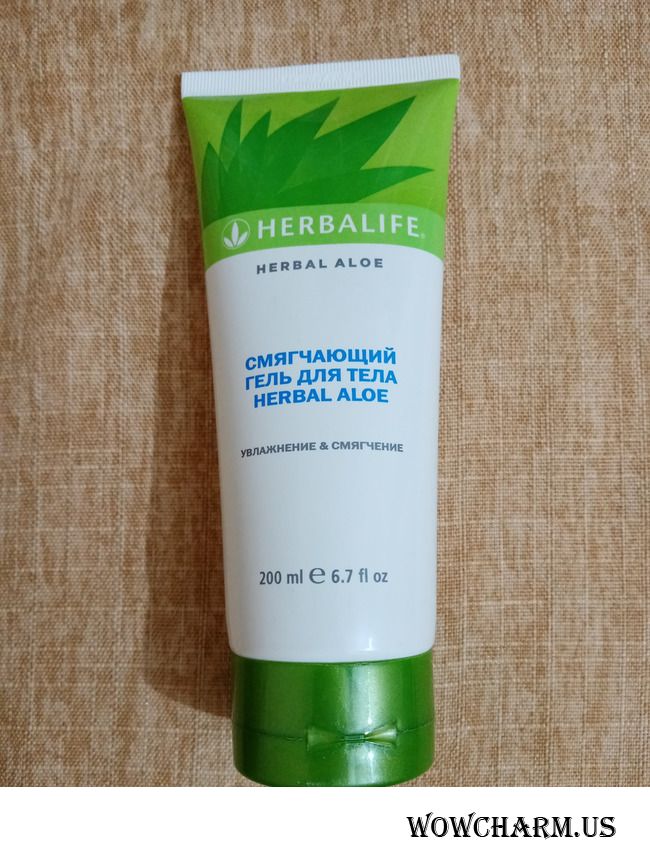 HERBALIFE®
HERBAL ALOE
СМЯГЧАЮЩИЙ
ГЕЛЬ ДЛЯ ТЕЛА
HERBAL ALOE
УВЛАЖНЕНИЕ & СМЯГЧЕНИЕ
200 ml e 6.7 fl oz
WOWCHARM.US